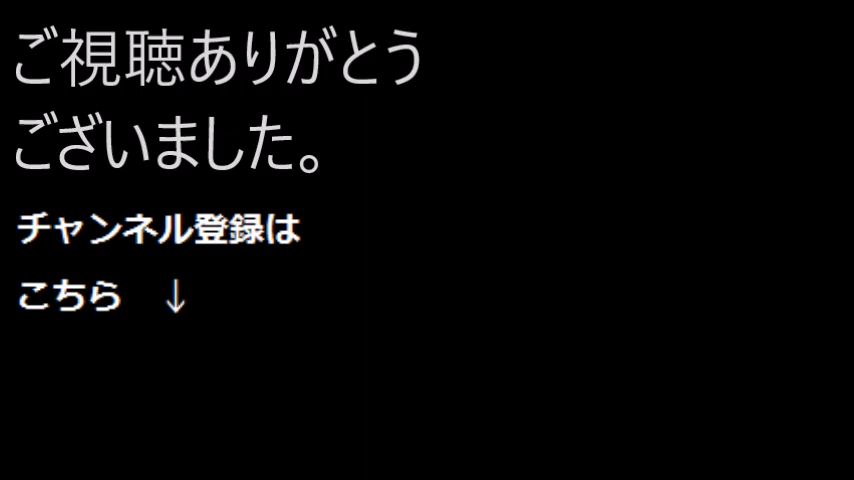 ご視聴ありがとう
ございました。
チャンネル登録は
こちら　↓